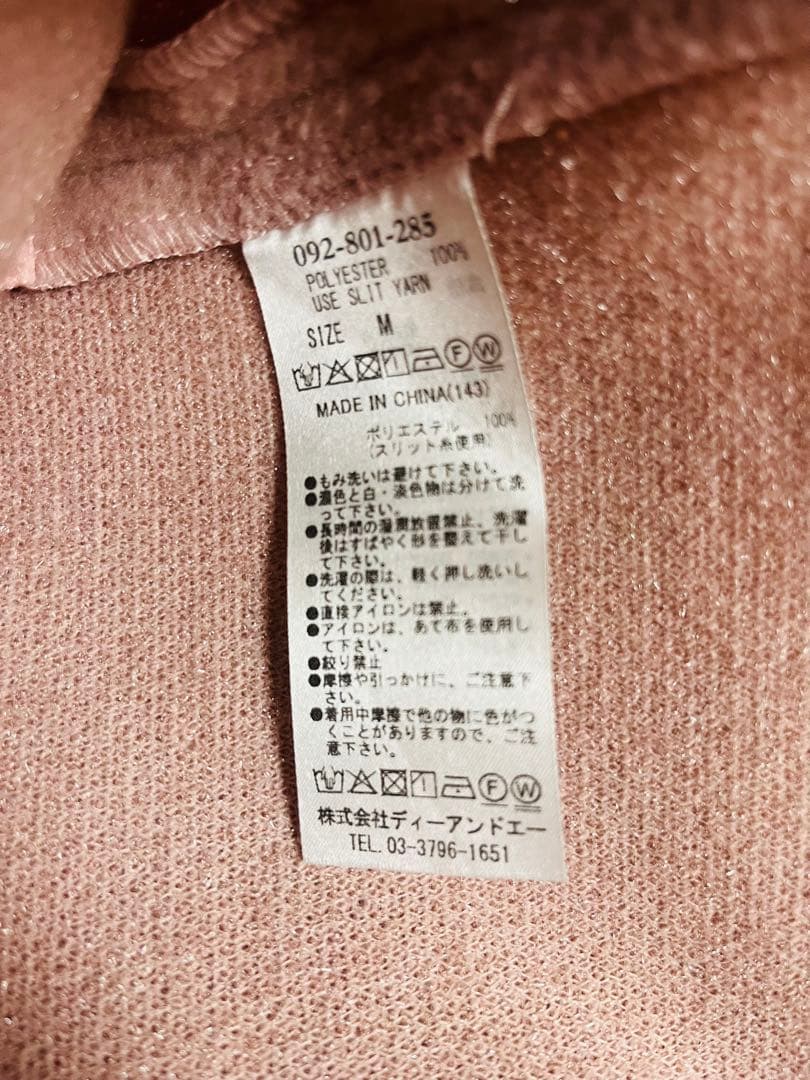 092-801-285
POLYESTER 100%
USE SLIT YARN
SIZE M
F W
MADE IN CHINA(143)
ポリエステル 100%
(スリット糸使用)
●もみ洗いは避けて下さい。
●濃色と白・淡色物は分けて洗
って下さい。
●長時間の湿潤放置禁止、洗濯
後はすばやく形を整えて干し
て下さい。
●洗濯の際は、軽く押し洗いし
てください。
●直接アイロンは禁止。
●アイロンは、あて布を使用し
て下さい。
●絞り禁止
●摩擦や引っかけに、ご注意下
さい。
●着用中摩擦で他の物に色がつ
くことがありますので、ご注
意下さい。
F W
株式会社ディーアンドエー
TEL. 03-3796-1651